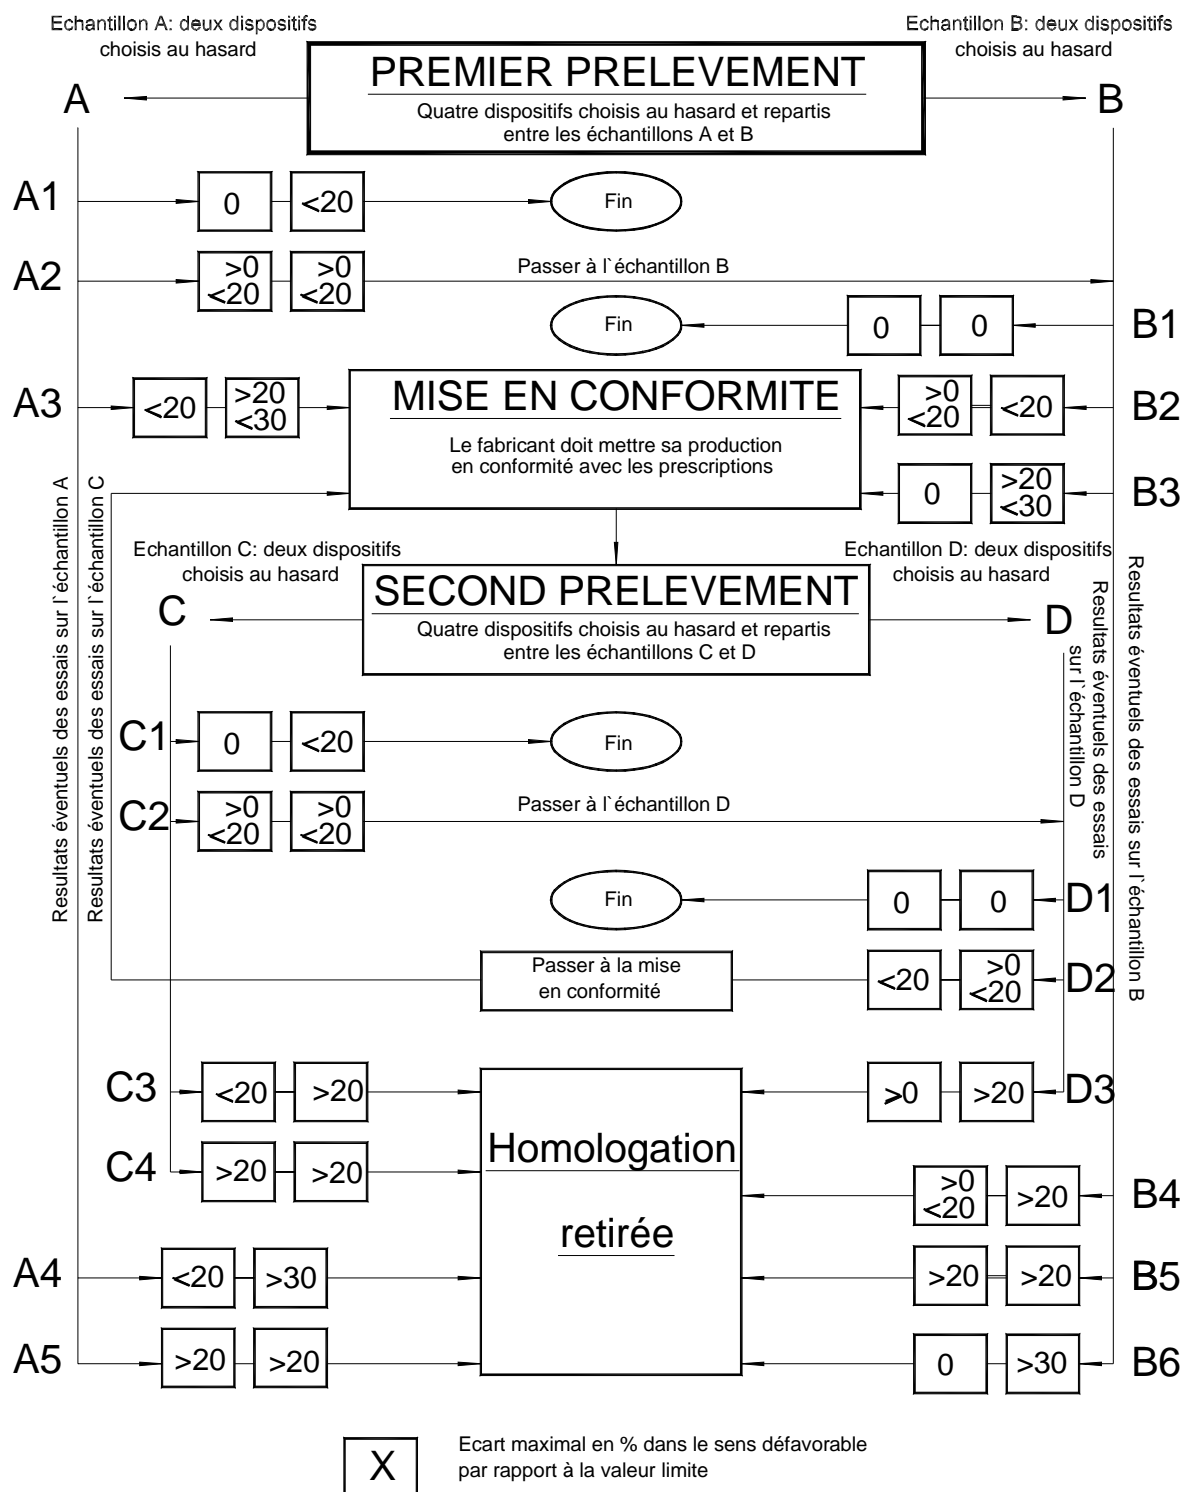 Echantillon A: deux dispositifs
choisis au hasard
Echantillon B: deux dispositifs
choisis au hasard
PREMIER PRELEVEMENT
Quatre dispositifs choisis au hasard et repartis
entre les échantillons A et B
A
B
A1
0
<20
Fin
A2
>0
<20
>0
<20
Passer à l`échantillon B
Fin
0
0
B1
A3
<20
>20
<30
MISE EN CONFORMITE
Le fabricant doit mettre sa production
en conformité avec les prescriptions
>0
<20
<20
B2
0
>20
<30
B3
Resultats éventuels des essais sur l`échantillon A
Resultats éventuels des essais sur l`échantillon C
Echantillon C: deux dispositifs
choisis au hasard
Echantillon D: deux dispositifs
choisis au hasard
SECOND PRELEVEMENT
Quatre dispositifs choisis au hasard et repartis
entre les échantillons C et D
C
D
Resultats éventuels des essais
sur l`échantillon D
Resultats éventuels des essais sur l`échantillon B
C1
0
<20
Fin
C2
>0
<20
>0
<20
Passer à l`échantillon D
Fin
0
0
D1
Passer à la mise
en conformité
<20
>0
<20
D2
C3
<20
>20
Homologation
retirée
>0
>20
D3
C4
>20
>20
>0
<20
>20
B4
A4
<20
>30
>20
>20
B5
A5
>20
>20
0
>30
B6
X
Ecart maximal en % dans le sens défavorable
par rapport à la valeur limite